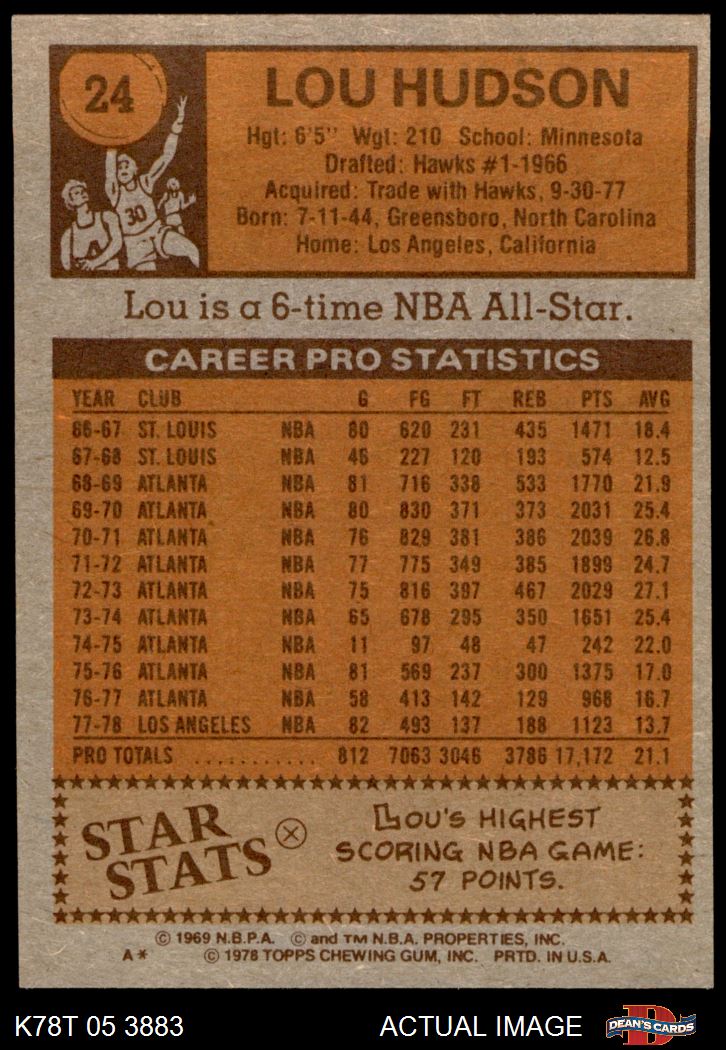 24
LOU HUDSON
Hgt: 6'5" Wgt: 210 School: Minnesota
Drafted: Hawks #1-1966
Acquired: Trade with Hawks, 9-30-77
Born: 7-11-44, Greensboro, North Carolina
Home: Los Angeles, California
30
Lou is a 6-time NBA All-Star.
CAREER PRO STATISTICS
YEAR CLUB G FG FT REB PTS AVG
66-67 ST. LOUIS NBA 80 620 231 435 1471 18.4
67-68 ST. LOUIS NBA 46 227 120 193 574 12.5
68-69 ATLANTA NBA 81 716 338 533 1770 21.9
69-70 ATLANTA NBA 80 830 371 373 2031 25.4
70-71 ATLANTA NBA 76 829 381 386 2039 26.8
71-72 ATLANTA NBA 77 775 349 385 1899 24.7
72-73 ATLANTA NBA 75 816 397 467 2029 27.1
73-74 ATLANTA NBA 65 678 295 350 1651 25.4
74-75 ATLANTA NBA 11 97 48 47 242 22.0
75-76 ATLANTA NBA 81 569 237 300 1375 17.0
76-77 ATLANTA NBA 58 413 142 129 968 16.7
77-78 LOS ANGELES NBA 82 493 137 188 1123 13.7
PRO TOTALS ........... 812 7063 3046 3786 17,172 21.1
STAR STATS
LOU'S HIGHEST
SCORING NBA GAME:
57 POINTS.
© 1969 N.B.P.A. © and TM N.B.A. PROPERTIES, INC.
A* © 1978 TOPPS CHEWING GUM, INC. PRTD. IN U.S.A.
K78T 05 3883 ACTUAL IMAGE DEAN'S CARDS